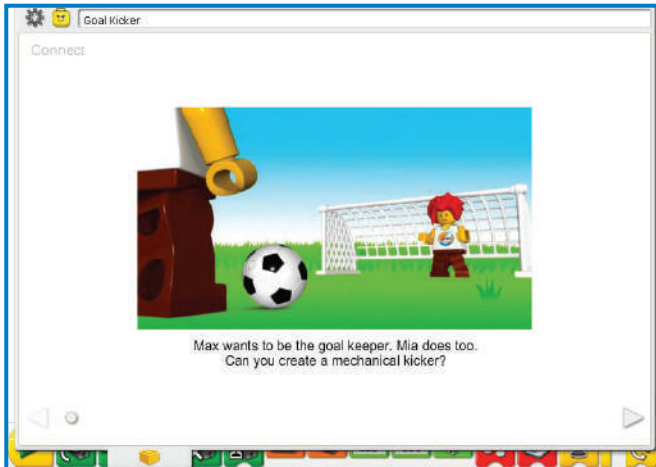 Goal Kicker
Connect
Max wants to be the goal keeper. Mia does too.
Can you create a mechanical kicker?